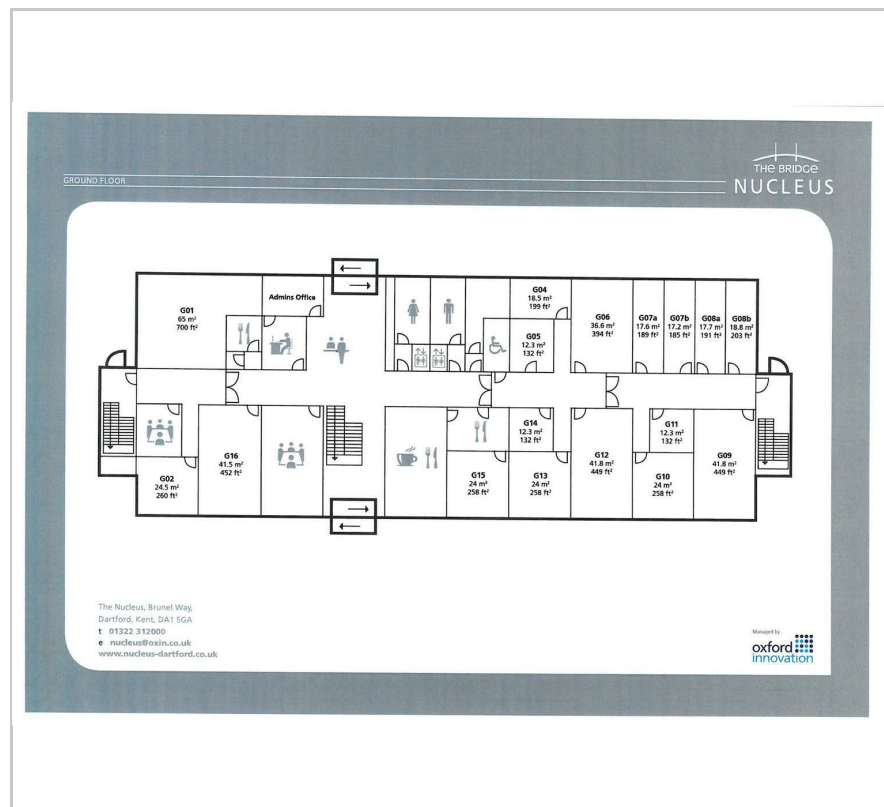 GROUND FLOOR
THE BRIDGE
NUCLEUS
G01
65 m²
700 ft²
Admins Office
G04
18.5 m²
199 ft²
G05
12.3 m²
132 ft²
G06
36.6 m²
394 ft²
G07a
17.6 m²
189 ft²
G07b
17.2 m²
185 ft²
G08a
17.7 m²
191 ft²
G08b
18.8 m²
203 ft²
G02
24.5 m²
260 ft²
G16
41.5 m²
452 ft²
G15
24 m²
258 ft²
G14
12.3 m²
132 ft²
G13
24 m²
258 ft²
G12
41.8 m²
449 ft²
G11
12.3 m²
132 ft²
G10
24 m²
258 ft²
G09
41.8 m²
449 ft²
The Nucleus, Brunel Way,
Dartford, Kent, DA1 5GA
t 01322 312000
e nucleus@oxin.co.uk
www.nucleus-dartford.co.uk
Managed by
oxford
innovation